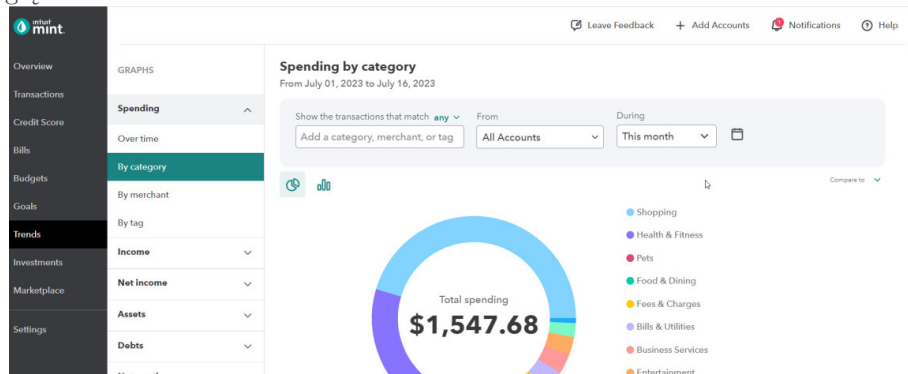 intuit
mint
Leave Feedback
+ Add Accounts
Notifications
Help
Overview
Transactions
Credit Score
Bills
Budgets
Goals
Trends
Investments
Marketplace
Settings
GRAPHS
Spending
Over time
By category
By merchant
By tag
Income
Net income
Assets
Debts
Spending by category
From July 01, 2023 to July 16, 2023
Show the transactions that match any
Add a category, merchant, or tag
From
All Accounts
During
This month
Compare to
Total spending
$1,547.68
Shopping
Health & Fitness
Pets
Food & Dining
Fees & Charges
Bills & Utilities
Business Services
Entertainment